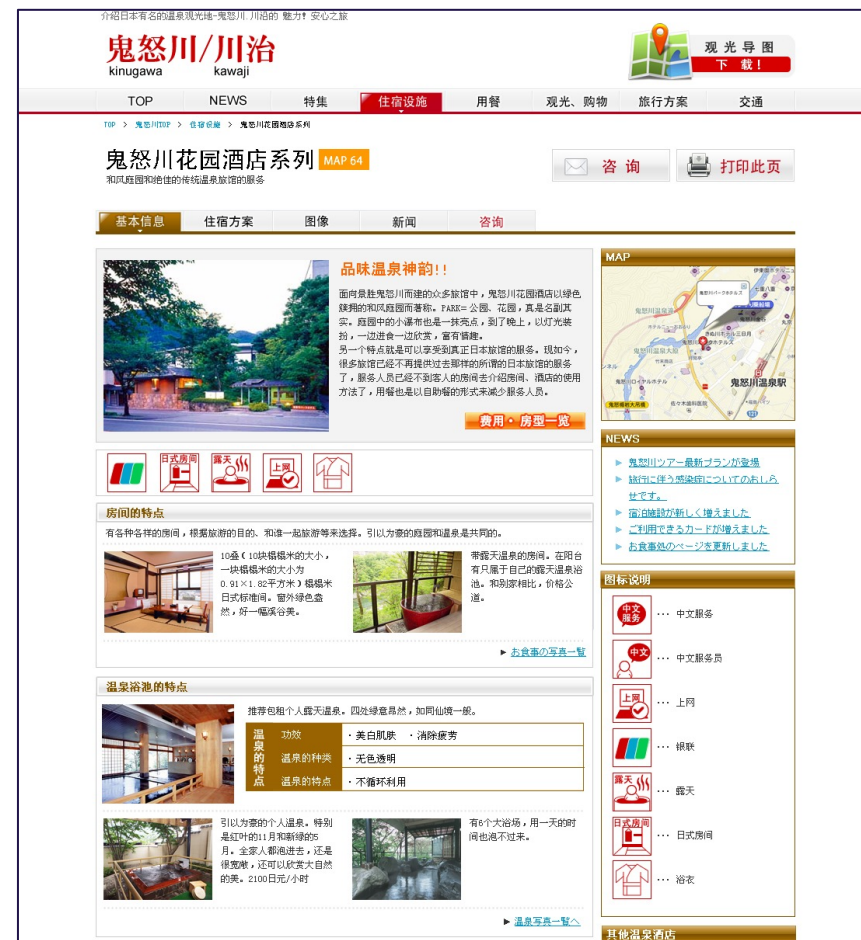 介绍日本有名的温泉观光地-鬼怒川.川沿的 魅力! 安心之旅
鬼怒川/川治
kinugawa kawaji
观光导图
下 载!
TOP NEWS 特集 住宿设施 用餐 观光、购物 旅行方案 交通
TOP > 鬼怒川TOP > 住宿设施 > 鬼怒川花园酒店系列
鬼怒川花园酒店系列 MAP 64
和风庭园和绝佳的传统温泉旅馆的服务
咨 询
打印此页
基本信息 住宿方案 图像 新闻 咨询
品味温泉神韵!!
面向景胜鬼怒川而建的众多旅馆中，鬼怒川花园酒店以绿色
簇拥的和风庭园而著称。PARK=公园、花园，真是名副其
实。庭园中的小瀑布也是一抹亮点，到了晚上，以灯光装
扮，一边进食一边欣赏，富有情趣。
另一个特点就是可以享受到真正日本旅馆的服务。现如今，
很多旅馆已经不再提供过去那样的所谓的日本旅馆的服务
了，服务人员已经不到客人的房间去介绍房间、酒店的使用
方法了，用餐也是以自助餐的形式来减少服务人员。
费用・房型一览
日式房间
露天
上网
房间的特点
有各种各样的房间，根据旅游的目的、和谁一起旅游等来选择。引以为豪的庭园和温泉是共同的。
10叠(10块榻榻米的大小，
一块榻榻米的大小为
0.91×1.82平方米)榻榻米
日式标准间。窗外绿色盎
然，好一幅溪谷美。
带露天温泉的房间。在阳台
有只属于自己的露天温泉浴
池。和别家相比，价格公
道。
お食事の写真一覧
温泉浴池的特点
推荐包租个人露天温泉。四处绿意昂然，如同仙境一般。
温泉的特点
功效 ・美白肌肤 ・消除疲劳
温泉的种类 ・无色透明
温泉的特点 ・不循环利用
引以为豪的个人温泉。特别
是红叶的11月和新绿的5
月。全家人都泡进去，还是
很宽敞，还可以欣赏大自然
的美。2100日元/小时
有6个大浴场，用一天的时
间也泡不过来。
温泉写真一覧へ
MAP
鬼怒川パークホテルズ
鬼怒川温泉駅
NEWS
鬼怒川ツアー最新プランが登場
旅行に伴う感染症についてのおしら
せです。
宿泊施設が新しく増えました
ご利用できるカードが増えました
お食事処のページを更新しました
图标说明
中文服务 … 中文服务
中文 … 中文服务员
上网 … 上网
… 银联
露天 … 露天
日式房间 … 日式房间
… 浴衣
其他温泉酒店